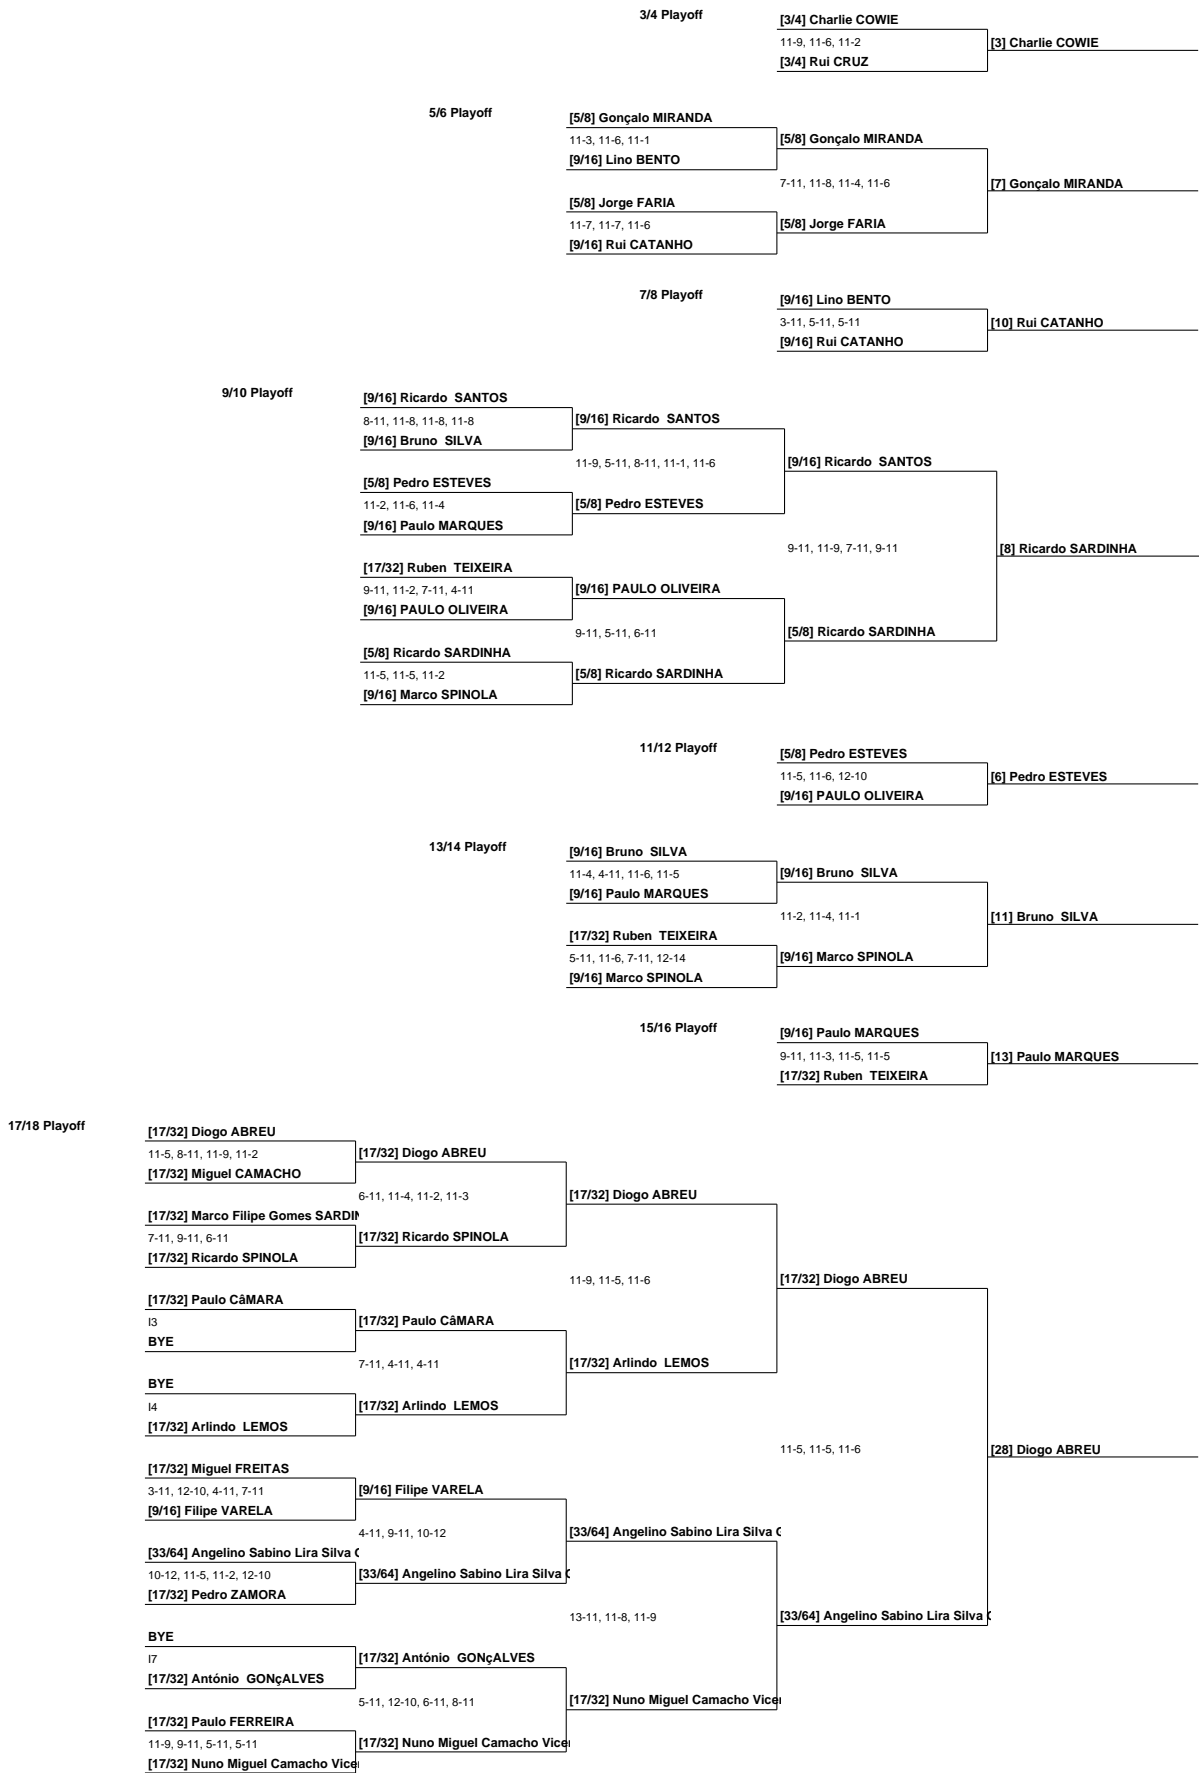 3/4 Playoff
[3/4] Charlie COWIE
11-9, 11-6, 11-2
[3] Charlie COWIE
[3/4] Rui CRUZ
5/6 Playoff
[5/8] Gonçalo MIRANDA
11-3, 11-6, 11-1
[5/8] Gonçalo MIRANDA
[9/16] Lino BENTO
7-11, 11-8, 11-4, 11-6
[7] Gonçalo MIRANDA
[5/8] Jorge FARIA
11-7, 11-7, 11-6
[5/8] Jorge FARIA
[9/16] Rui CATANHO
7/8 Playoff
[9/16] Lino BENTO
3-11, 5-11, 5-11
[10] Rui CATANHO
[9/16] Rui CATANHO
9/10 Playoff
[9/16] Ricardo SANTOS
8-11, 11-8, 11-8, 11-8
[9/16] Ricardo SANTOS
[9/16] Bruno SILVA
11-9, 5-11, 8-11, 11-1, 11-6
[9/16] Ricardo SANTOS
[5/8] Pedro ESTEVES
11-2, 11-6, 11-4
[5/8] Pedro ESTEVES
[9/16] Paulo MARQUES
9-11, 11-9, 7-11, 9-11
[8] Ricardo SARDINHA
[17/32] Ruben TEIXEIRA
9-11, 11-2, 7-11, 4-11
[9/16] PAULO OLIVEIRA
[9/16] PAULO OLIVEIRA
9-11, 5-11, 6-11
[5/8] Ricardo SARDINHA
[5/8] Ricardo SARDINHA
11-5, 11-5, 11-2
[5/8] Ricardo SARDINHA
[9/16] Marco SPINOLA
11/12 Playoff
[5/8] Pedro ESTEVES
11-5, 11-6, 12-10
[6] Pedro ESTEVES
[9/16] PAULO OLIVEIRA
13/14 Playoff
[9/16] Bruno SILVA
11-4, 4-11, 11-6, 11-5
[9/16] Bruno SILVA
[9/16] Paulo MARQUES
11-2, 11-4, 11-1
[11] Bruno SILVA
[17/32] Ruben TEIXEIRA
5-11, 11-6, 7-11, 12-14
[9/16] Marco SPINOLA
[9/16] Marco SPINOLA
15/16 Playoff
[9/16] Paulo MARQUES
9-11, 11-3, 11-5, 11-5
[13] Paulo MARQUES
[17/32] Ruben TEIXEIRA
17/18 Playoff
[17/32] Diogo ABREU
11-5, 8-11, 11-9, 11-2
[17/32] Diogo ABREU
[17/32] Miguel CAMACHO
6-11, 11-4, 11-2, 11-3
[17/32] Diogo ABREU
[17/32] Marco Filipe Gomes SARDIN
7-11, 9-11, 6-11
[17/32] Ricardo SPINOLA
[17/32] Ricardo SPINOLA
11-9, 11-5, 11-6
[17/32] Diogo ABREU
[17/32] Paulo CâMARA
I3
[17/32] Paulo CâMARA
BYE
7-11, 4-11, 4-11
[17/32] Arlindo LEMOS
BYE
I4
[17/32] Arlindo LEMOS
[17/32] Arlindo LEMOS
11-5, 11-5, 11-6
[28] Diogo ABREU
[17/32] Miguel FREITAS
3-11, 12-10, 4-11, 7-11
[9/16] Filipe VARELA
[9/16] Filipe VARELA
4-11, 9-11, 10-12
[33/64] Angelino Sabino Lira Silva
[33/64] Angelino Sabino Lira Silva
10-12, 11-5, 11-2, 12-10
[33/64] Angelino Sabino Lira Silva
[17/32] Pedro ZAMORA
13-11, 11-8, 11-9
[33/64] Angelino Sabino Lira Silva
BYE
I7
[17/32] António GONçALVES
[17/32] António GONçALVES
5-11, 12-10, 6-11, 8-11
[17/32] Nuno Miguel Camacho Vice
[17/32] Paulo FERREIRA
11-9, 9-11, 5-11, 5-11
[17/32] Nuno Miguel Camacho Vice
[17/32] Nuno Miguel Camacho Vice